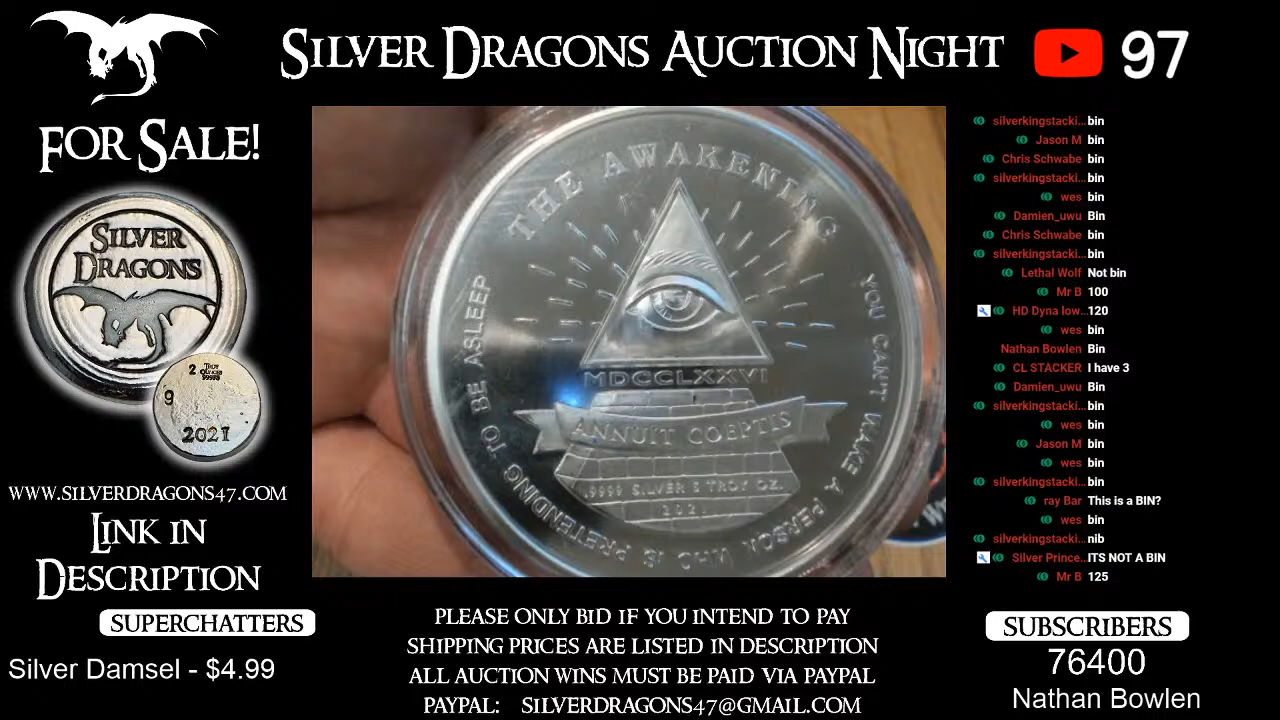 SILVER DRAGONS AUCTION NIGHT
97
FOR SALE!
SILVER
DRAGONS
2 TROY
OUNCES
9
2021
WWW.SILVERDRAGONS47.COM
LINK IN
DESCRIPTION
SUPERCHATTERS
Silver Damsel - $4.99
THE AWAKENING
YOU CAN'T WAKE A PERSON WHO IS PRETENDING TO BE ASLEEP
MDCCLXXVI
ANNUIT COEPTIS
.9999 SILVER 5 TROY OZ.
2021
PLEASE ONLY BID IF YOU INTEND TO PAY
SHIPPING PRICES ARE LISTED IN DESCRIPTION
ALL AUCTION WINS MUST BE PAID VIA PAYPAL
PAYPAL: SILVERDRAGONS47@GMAIL.COM
silverkingstacki... bin
Jason M bin
Chris Schwabe bin
silverkingstacki... bin
wes bin
Damien_uwu Bin
Chris Schwabe bin
silverkingstacki... bin
Lethal Wolf Not bin
Mr B 100
HD Dyna low... 120
wes bin
Nathan Bowlen Bin
CL STACKER I have 3
Damien_uwu Bin
silverkingstacki... bin
wes bin
Jason M bin
wes bin
silverkingstacki... bin
ray Bar This is a BIN?
wes bin
silverkingstacki... nib
Silver Prince... ITS NOT A BIN
Mr B 125
SUBSCRIBERS
76400
Nathan Bowlen